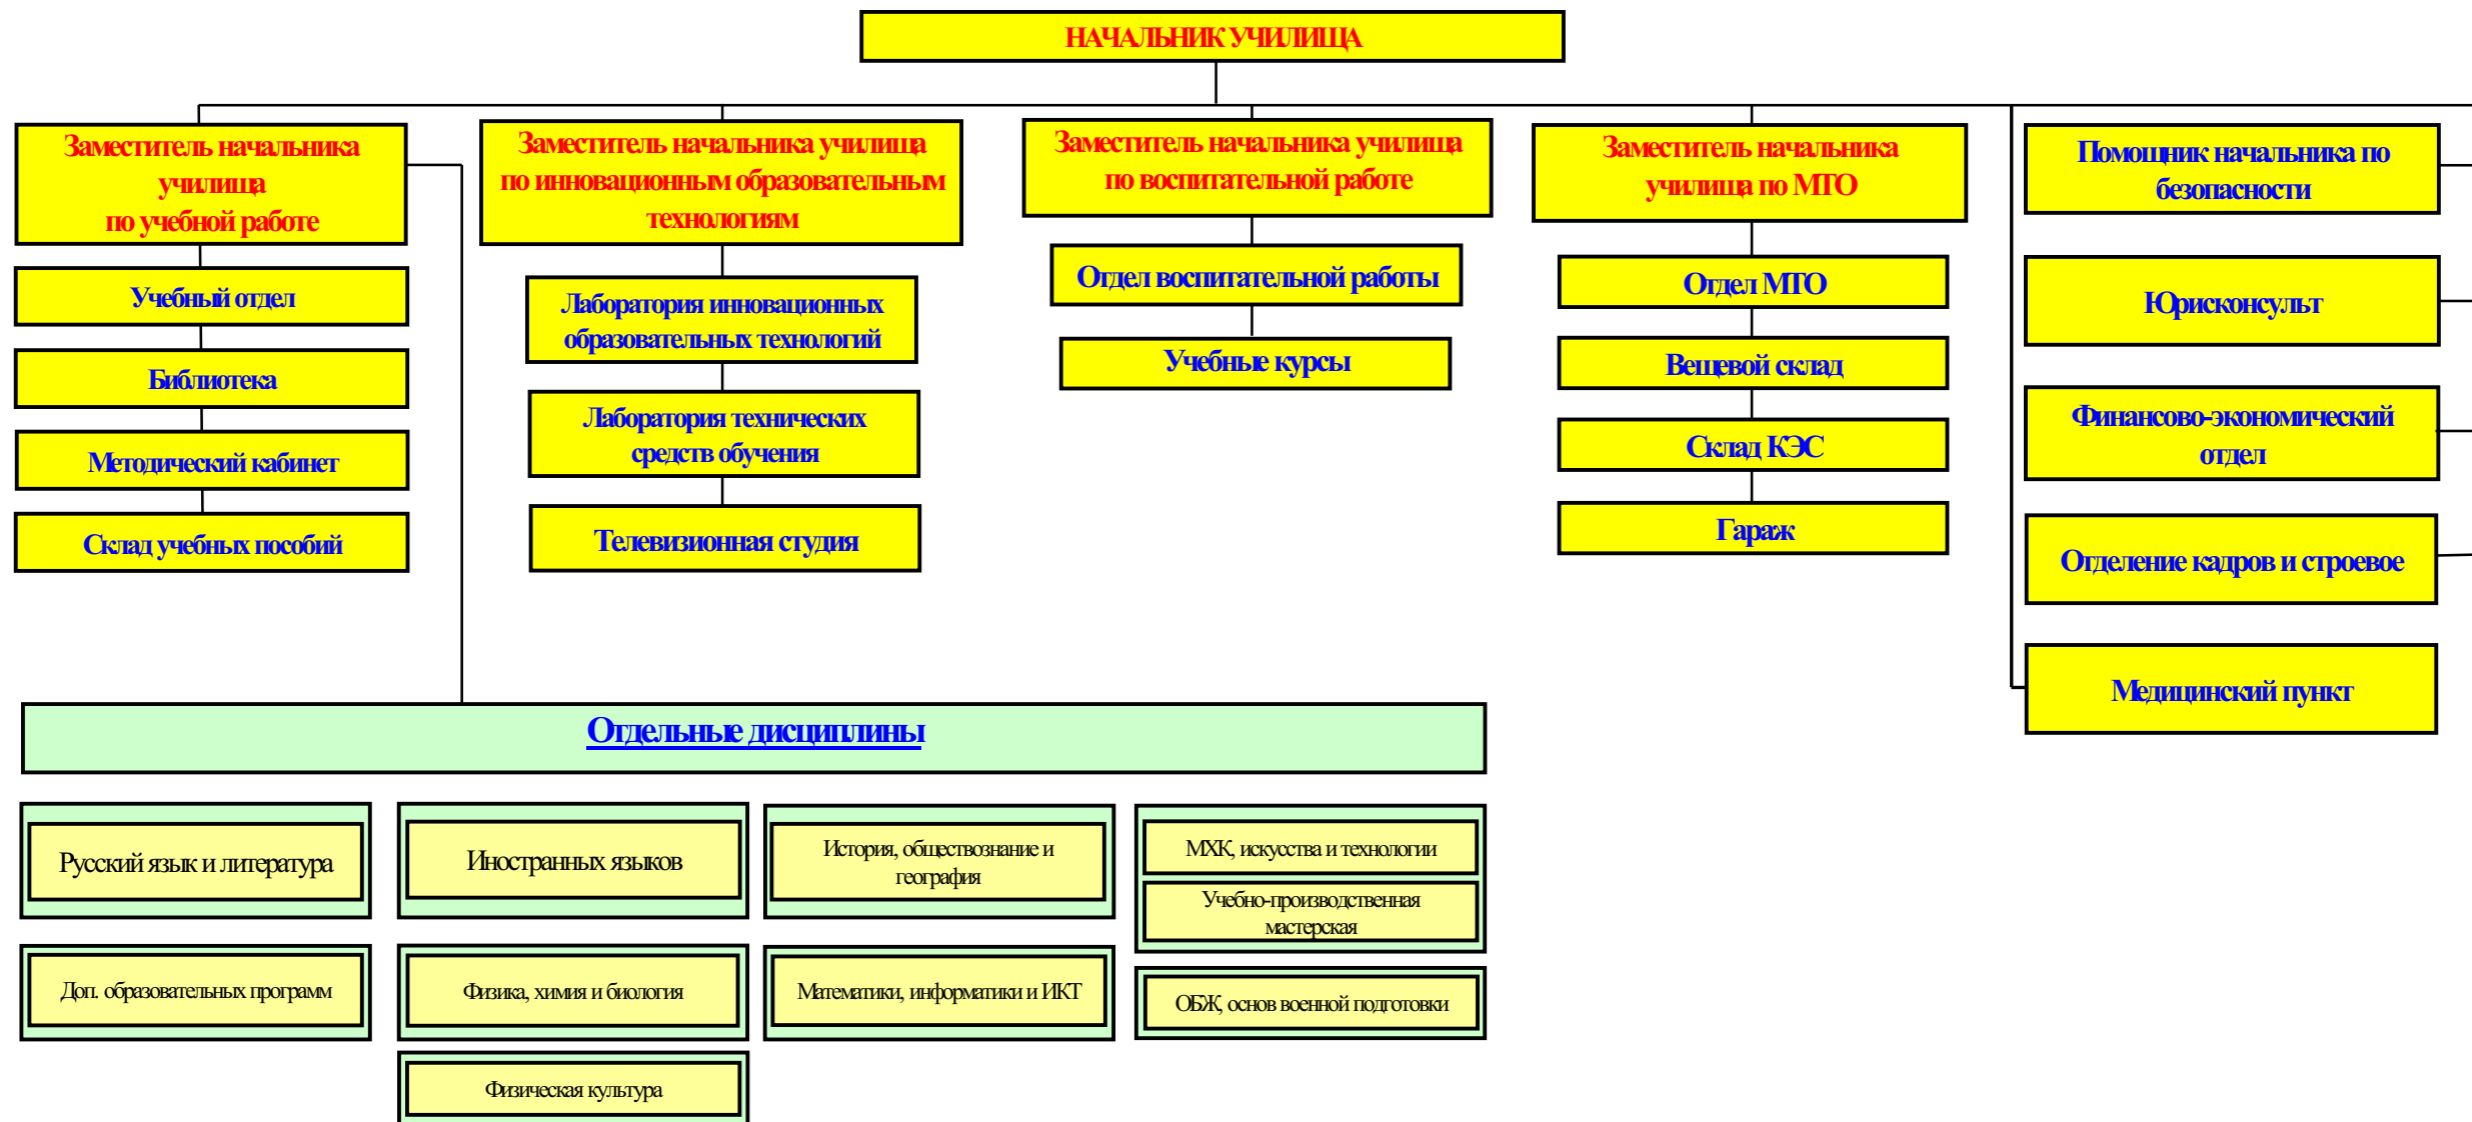 НАЧАЛЬНИК УЧИЛИЩА
Заместитель начальника
училища
по учебной работе
Учебный отдел
Библиотека
Методический кабинет
Склад учебных пособий
Заместитель начальника училища
по инновационным образовательным
технологиям
Лаборатория инновационных
образовательных технологий
Лаборатория технических
средств обучения
Телевизионная студия
Заместитель начальника училища
по воспитательной работе
Отдел воспитательной работы
Учебные курсы
Заместитель начальника
училища по МТО
Отдел МТО
Вещевой склад
Склад КЭС
Гараж
Помощник начальника по
безопасности
Юрисконсульт
Финансово-экономический
отдел
Отделение кадров и строевое
Медицинский пункт
Отдельные дисциплины
Русский язык и литература
Иностранных языков
История, обществознание и
география
МХК, искусства и технологии
Учебно-производственная
мастерская
Доп. образовательных программ
Физика, химия и биология
Математики, информатики и ИКТ
ОБЖ, основ военной подготовки
Физическая культура